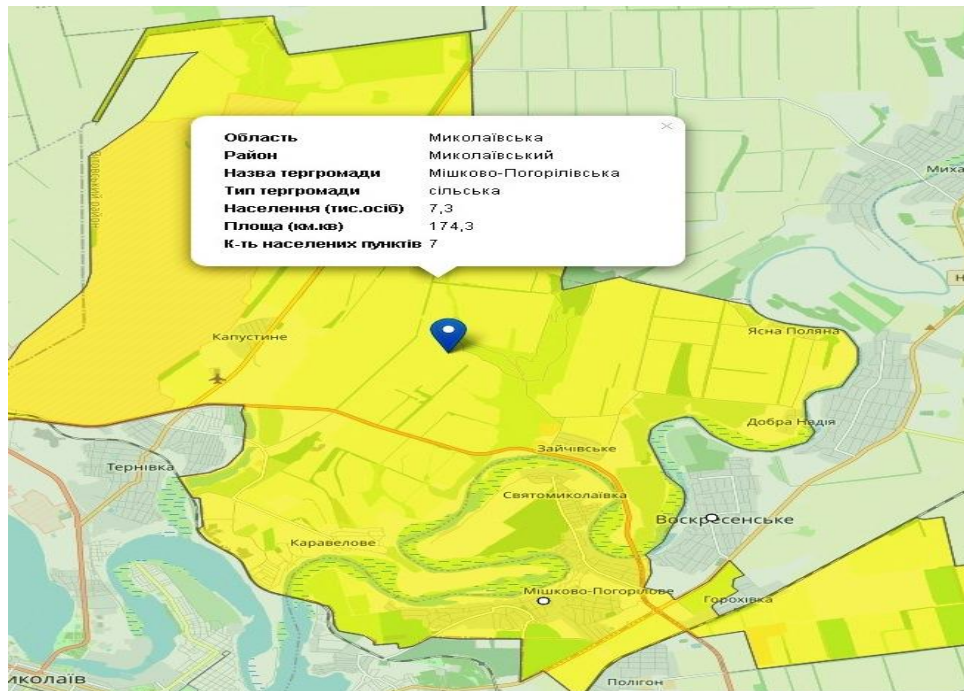 Область Миколаївська
Район Миколаївський
Назва тергромади Мішково-Погорілівська
Тип тергромади сільська
Населення (тис.осіб) 7,3
Площа (км.кв) 174,3
К-ть населених пунктів 7
Миха
Н
Капустине
Ясна Поляна
Добра Надія
Зайчівське
Тернівка
Святомиколаївка
Воскресенське
Каравелове
Мішково-Погорілове
Горохівка
иколаїв
Полігон